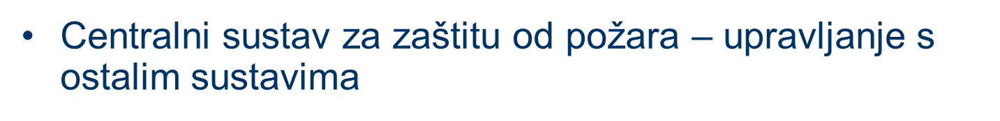 • Centralni sustav za zaštitu od požara – upravljanje s
ostalim sustavima